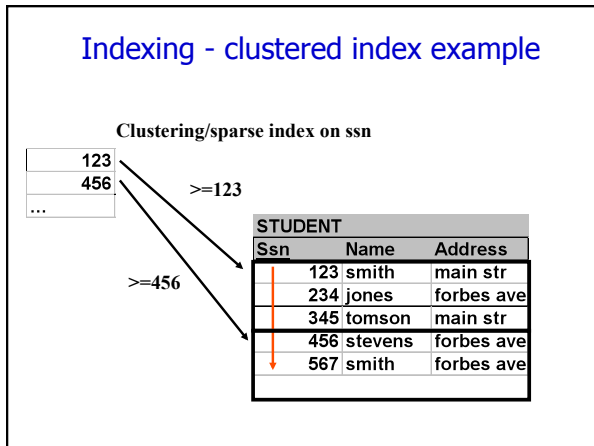 Indexing - clustered index example
Clustering/sparse index on ssn
123
456
...
>=123
>=456
STUDENT
Ssn Name Address
123 smith main str
234 jones forbes ave
345 tomson main str
456 stevens forbes ave
567 smith forbes ave